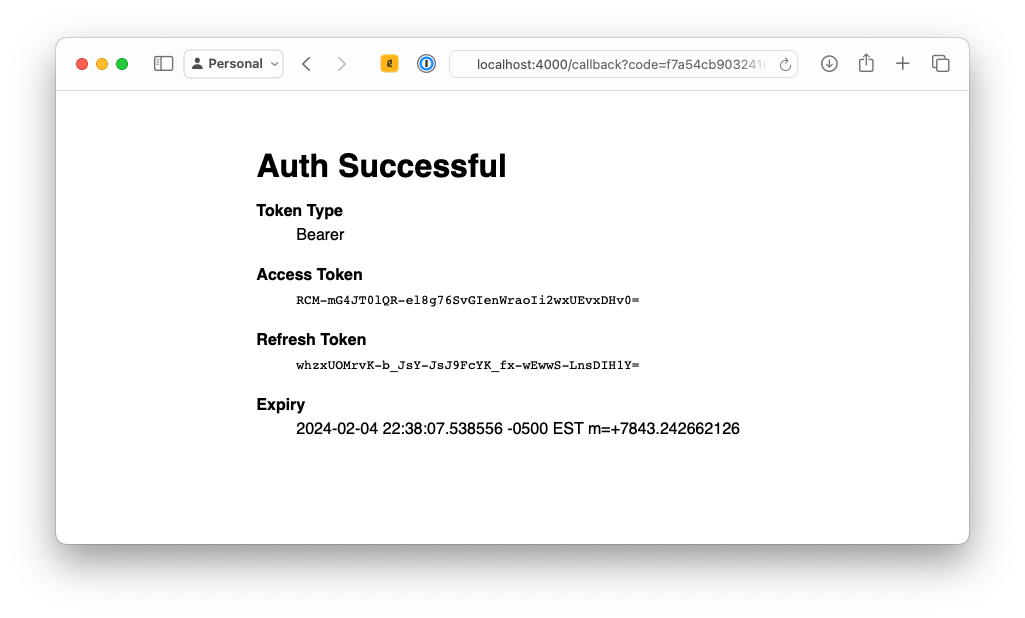 Personal
localhost:4000/callback?code=f7a54cb903241
Auth Successful
Token Type
Bearer
Access Token
RCM-mG4JT0lQR-el8g76SvGIenWraoIi2wxUEvxDHv0=
Refresh Token
whzxUOMrvK-b_JsY-JsJ9FcYK_fx-wEwwS-LnsDIHlY=
Expiry
2024-02-04 22:38:07.538556 -0500 EST m=+7843.242662126